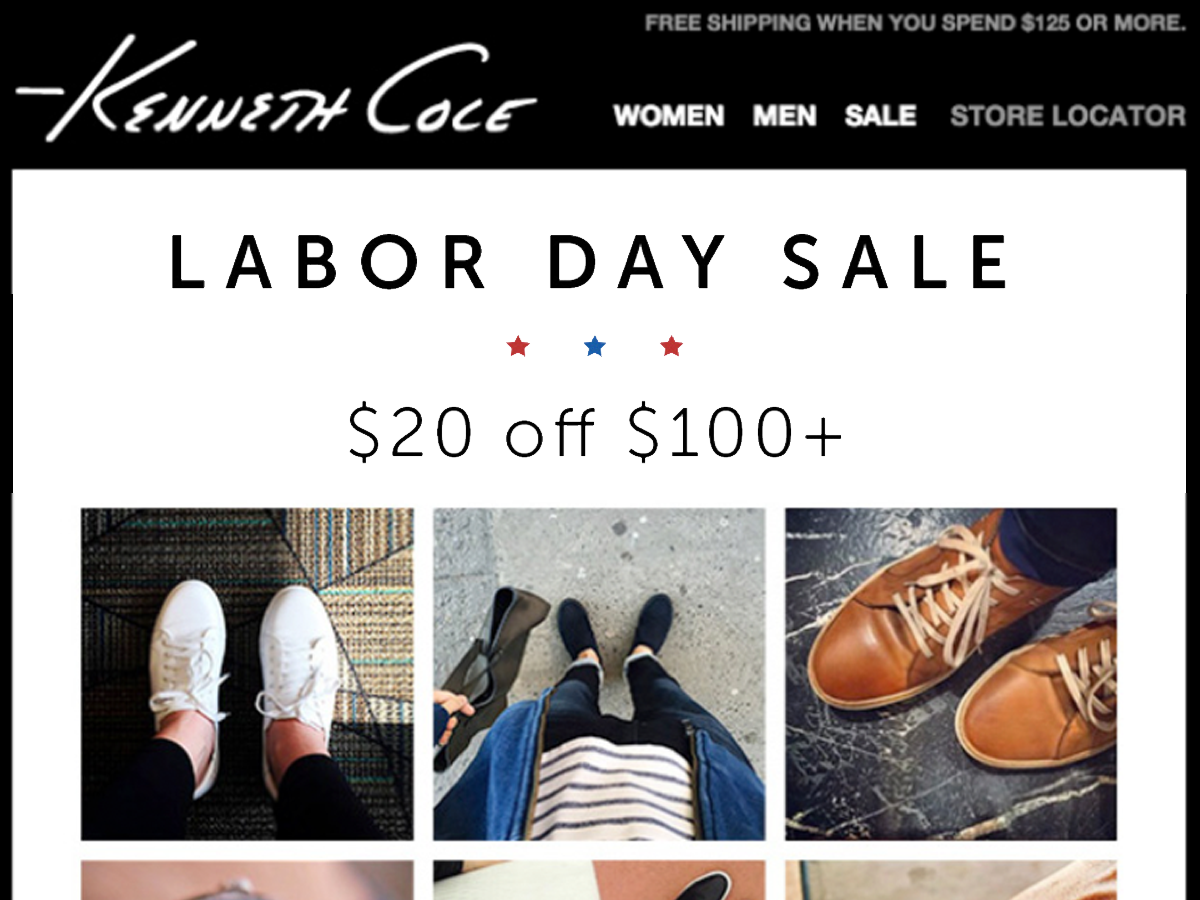 FREE SHIPPING WHEN YOU SPEND $125 OR MORE.
KENNETH COLE
WOMEN MEN SALE STORE LOCATOR
LABOR DAY SALE
$20 off $100+